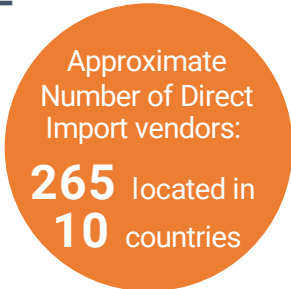 Approximate
Number of Direct
Import vendors:
265 located in
10 countries